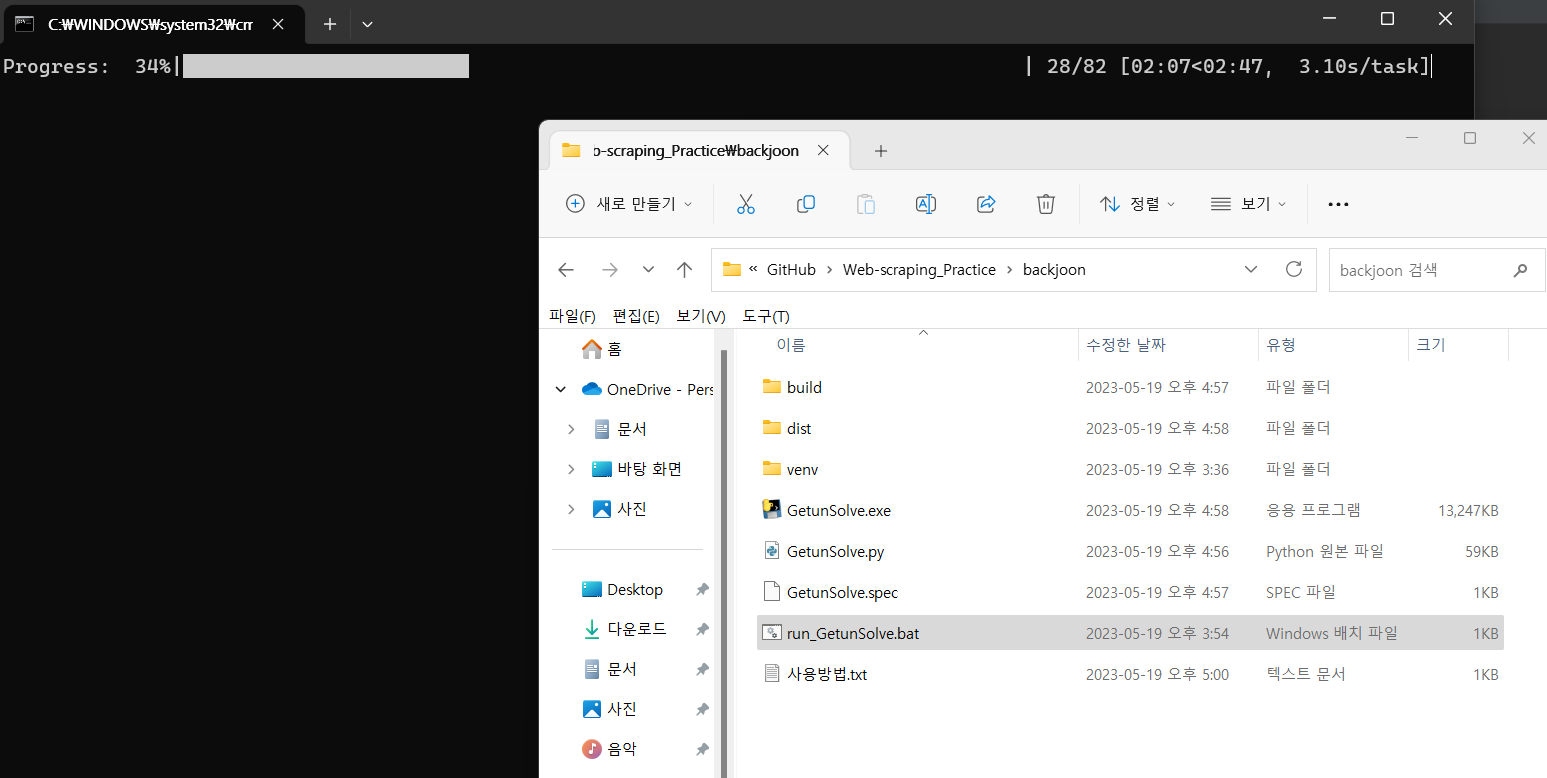 C:₩WINDOWS₩system32₩cm
Progress:  34%| | 28/82 [02:07<02:47,  3.10s/task]
b-scraping_Practice₩backjoon
새로 만들기 정렬 보기
« GitHub > Web-scraping_Practice > backjoon
backjoon 검색
파일(F) 편집(E) 보기(V) 도구(T)
이름 수정한 날짜 유형 크기
홈
OneDrive - Pers
문서
바탕 화면
사진
Desktop
다운로드
문서
사진
음악
build 2023-05-19 오후 4:57 파일 폴더
dist 2023-05-19 오후 4:58 파일 폴더
venv 2023-05-19 오후 3:36 파일 폴더
GetunSolve.exe 2023-05-19 오후 4:58 응용 프로그램 13,247KB
GetunSolve.py 2023-05-19 오후 4:56 Python 원본 파일 59KB
GetunSolve.spec 2023-05-19 오후 4:57 SPEC 파일 1KB
run_GetunSolve.bat 2023-05-19 오후 3:54 Windows 배치 파일 1KB
사용방법.txt 2023-05-19 오후 5:00 텍스트 문서 1KB